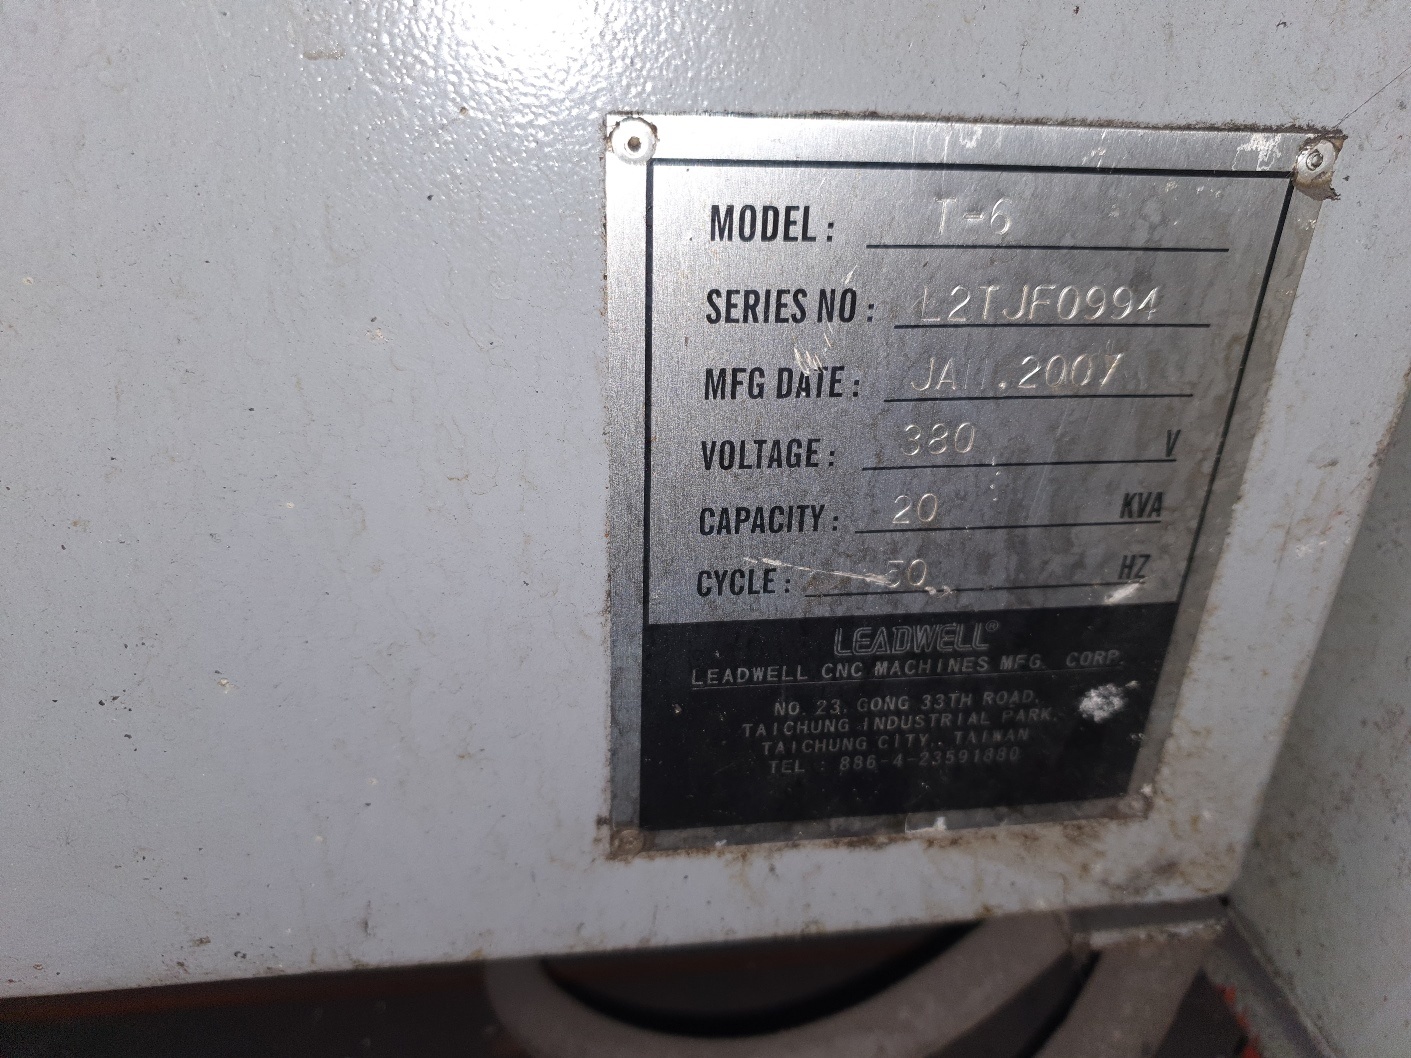 MODEL: T-6
SERIES NO: L2TJF0994
MFG DATE: JAN.2007
VOLTAGE: 380 V
CAPACITY: 20 KVA
CYCLE: 50 HZ
LEADWELL®
LEADWELL CNC MACHINES MFG. CORP.
NO. 23, GONG 33TH ROAD,
TAICHUNG INDUSTRIAL PARK,
TAICHUNG CITY, TAIWAN
TEL : 886-4-23591880